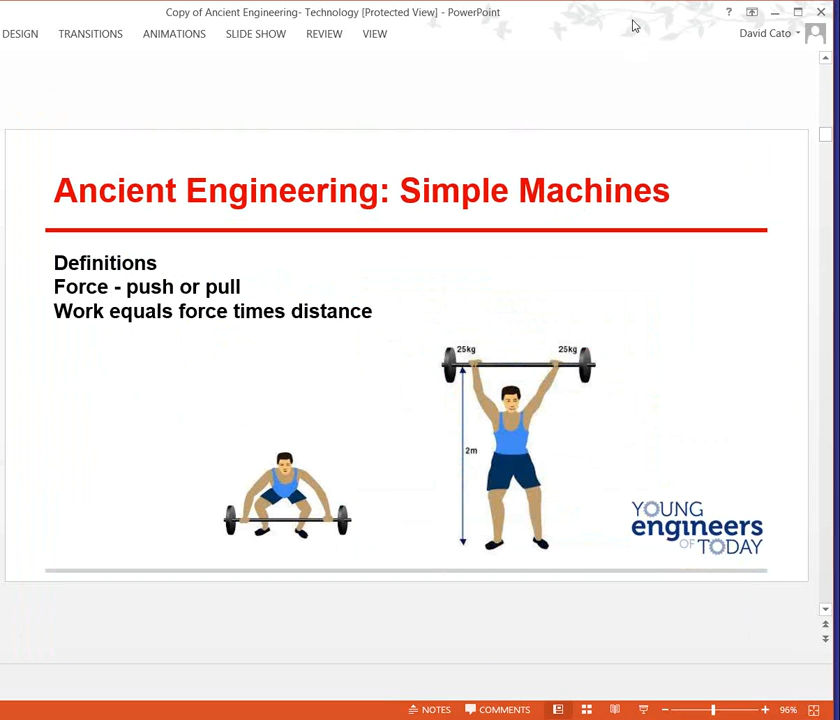 Copy of Ancient Engineering- Technology [Protected View] - PowerPoint
?
DESIGN TRANSITIONS ANIMATIONS SLIDE SHOW REVIEW VIEW
David Cato
Ancient Engineering: Simple Machines
Definitions
Force - push or pull
Work equals force times distance
25kg 25kg
2m
YOUNG
engineers
OF TODAY
NOTES COMMENTS 96%